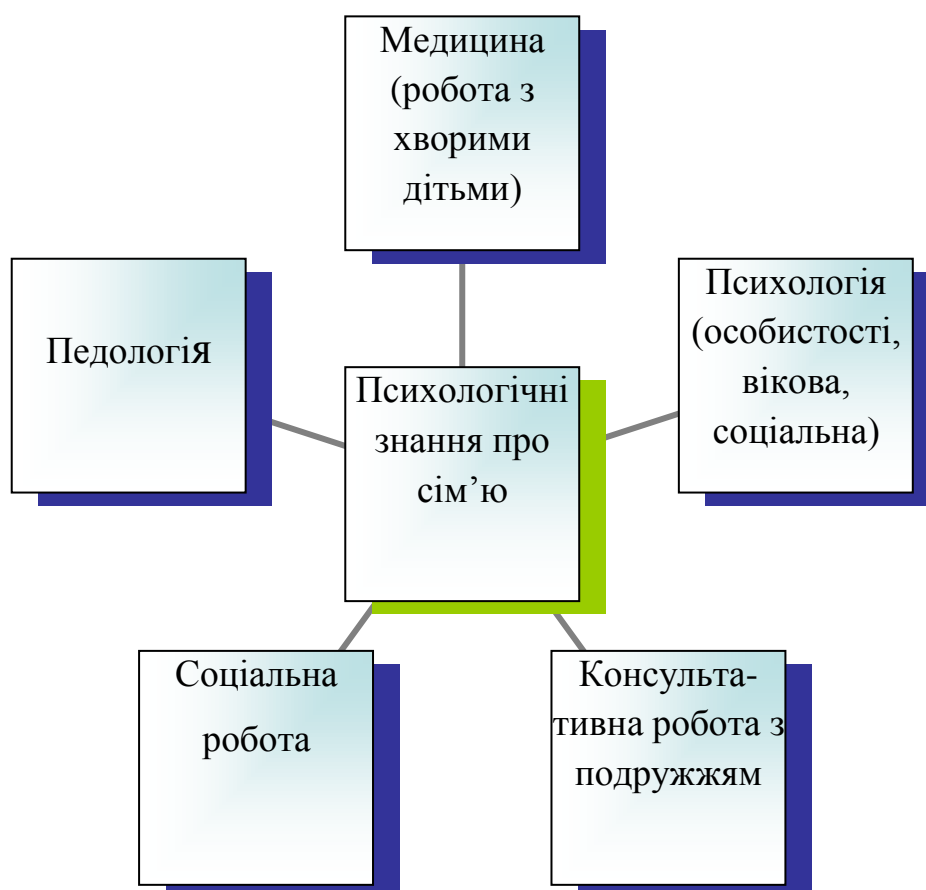 Медицина
(робота з
хворими
дітьми)
Педологія
Психологія
(особистості,
вікова,
соціальна)
Психологічні
знання про
сім’ю
Соціальна
робота
Консульта-
тивна робота з
подружжям